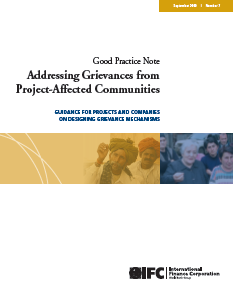 September 2009 | Number 7
Good Practice Note
Addressing Grievances from
Project-Affected Communities
GUIDANCE FOR PROJECTS AND COMPANIES
ON DESIGNING GRIEVANCE MECHANISMS
IFC
International
Finance Corporation
World Bank Group